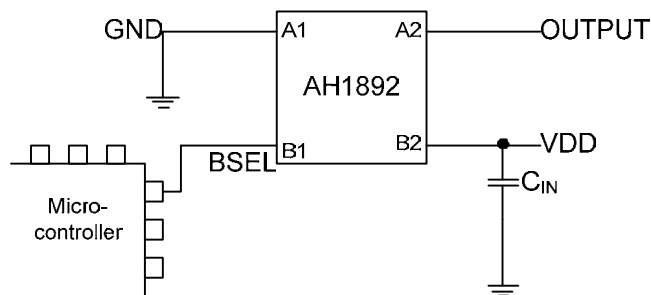 GND
A1
A2
OUTPUT
AH1892
BSEL
B1
B2
VDD
CIN
Micro-
controller